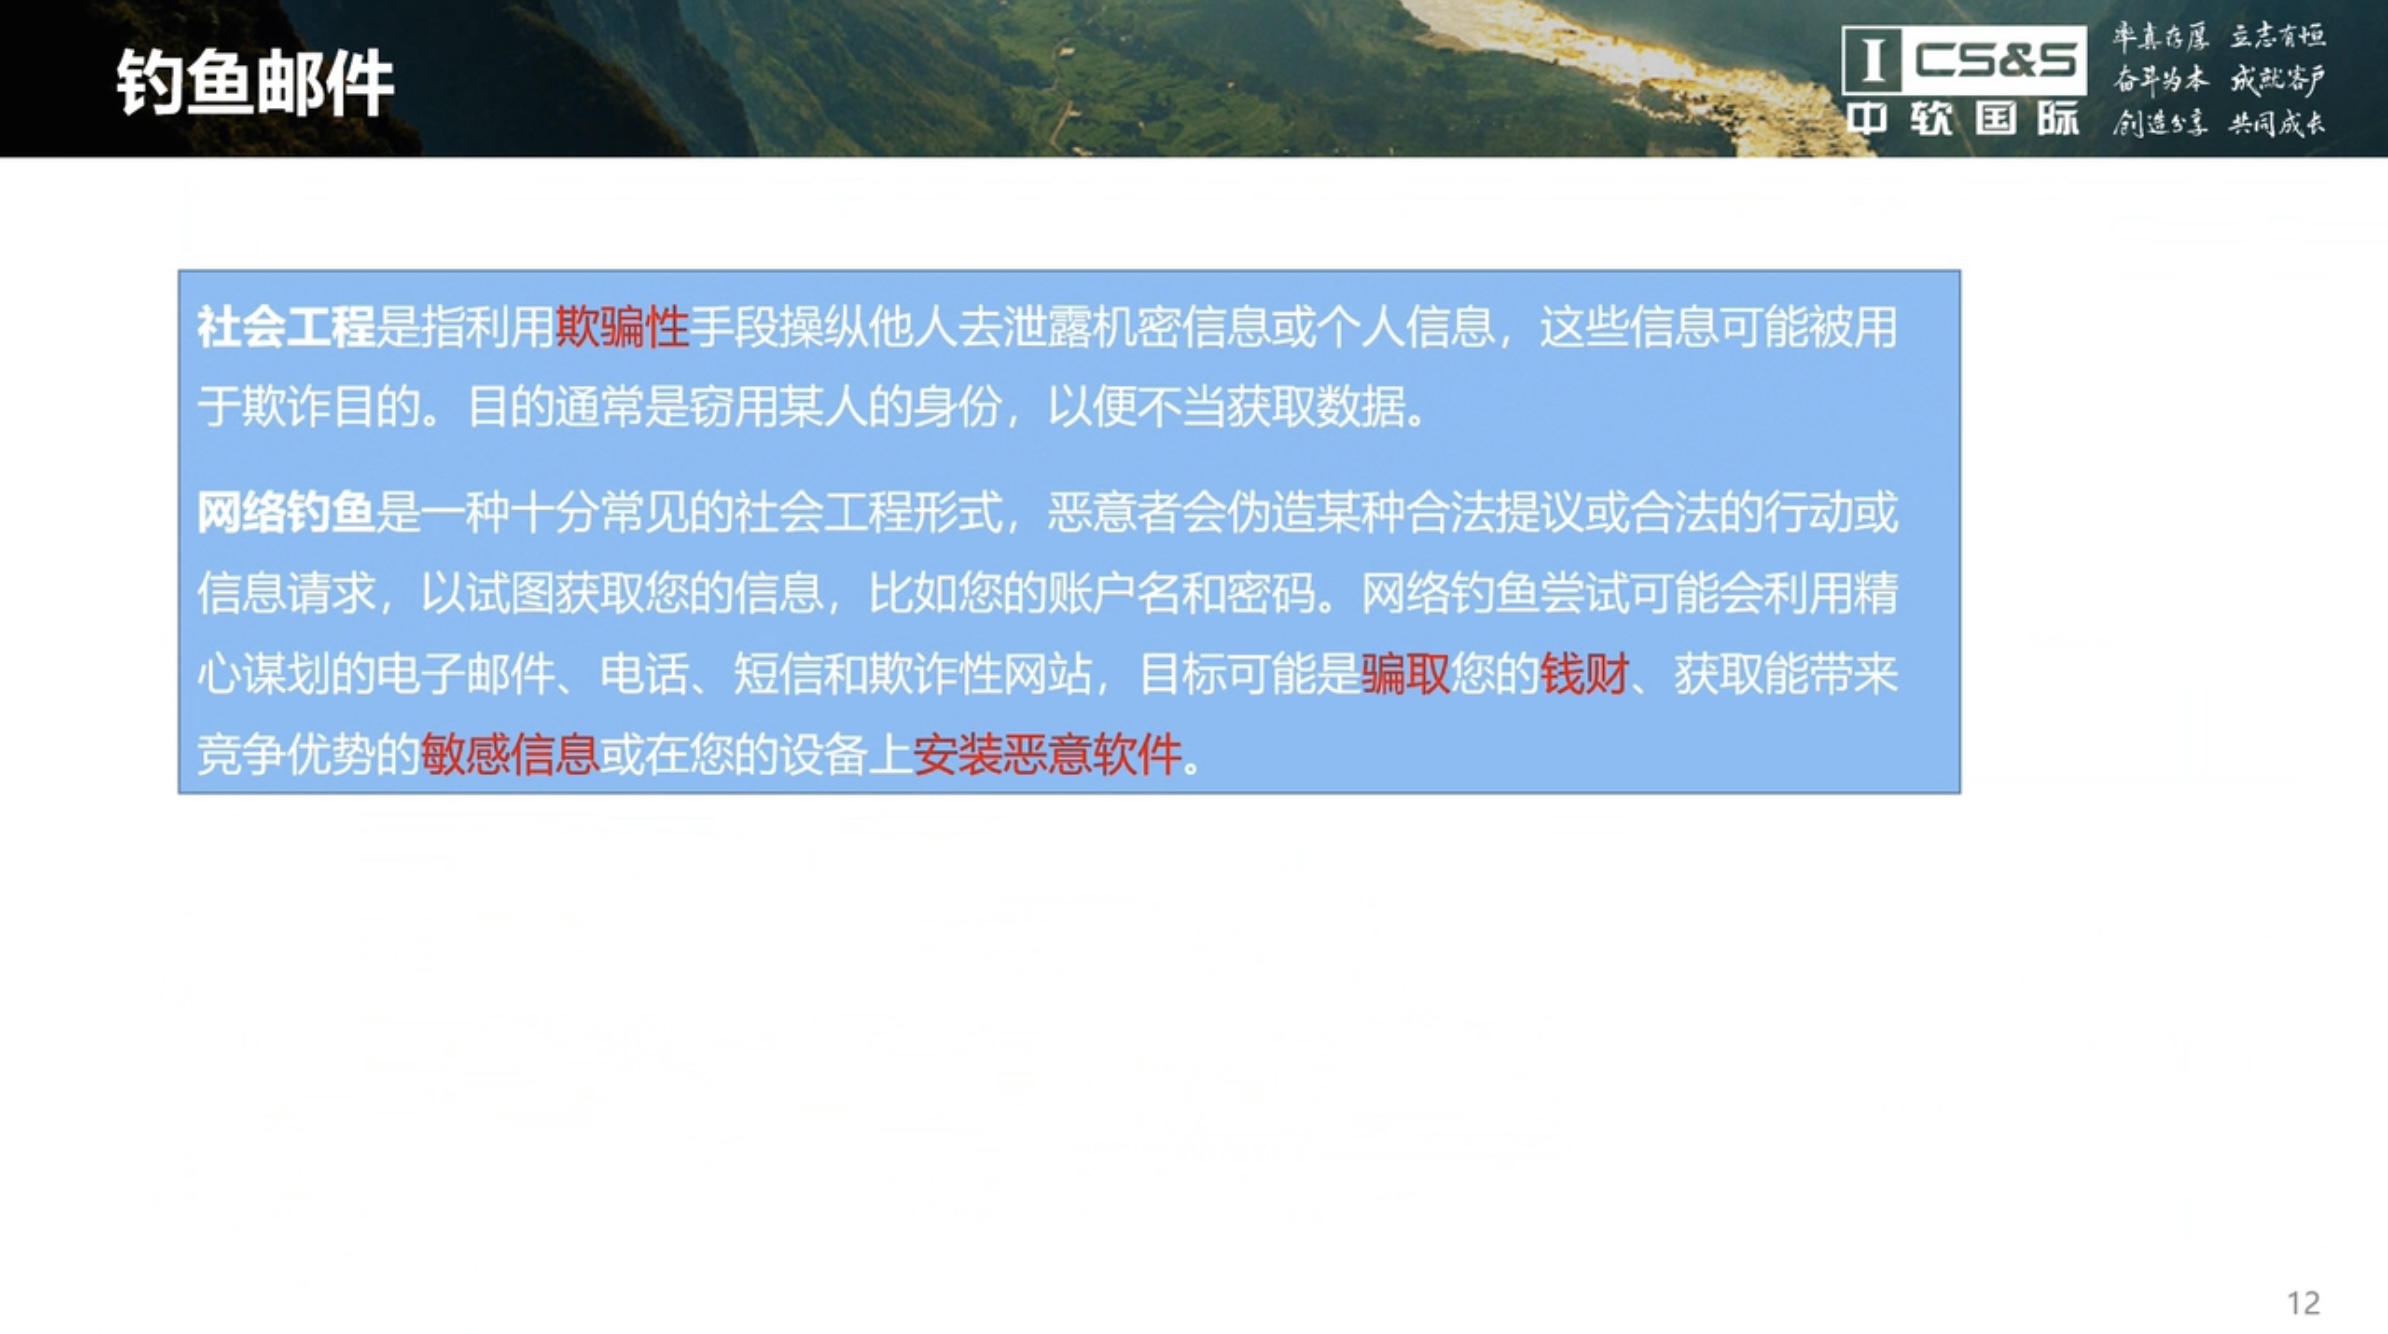 钓鱼邮件
I CS&S
中软国际
率真存厚 立志有恒
奋斗为本 成就客户
创造分享 共同成长
社会工程是指利用欺骗性手段操纵他人去泄露机密信息或个人信息，这些信息可能被用
于欺诈目的。目的通常是窃用某人的身份，以便不当获取数据。
网络钓鱼是一种十分常见的社会工程形式，恶意者会伪造某种合法提议或合法的行动或
信息请求，以试图获取您的信息，比如您的账户名和密码。网络钓鱼尝试可能会利用精
心谋划的电子邮件、电话、短信和欺诈性网站，目标可能是骗取您的钱财、获取能带来
竞争优势的敏感信息或在您的设备上安装恶意软件。
12